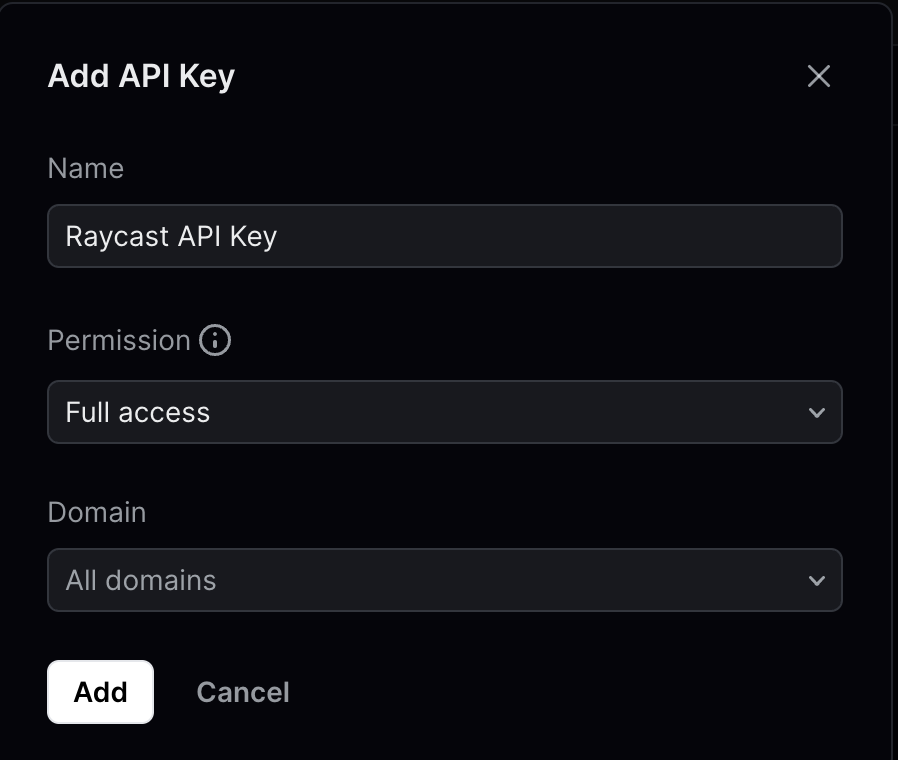 Add API Key
Name
Raycast API Key
Permission
Full access
Domain
All domains
Add
Cancel